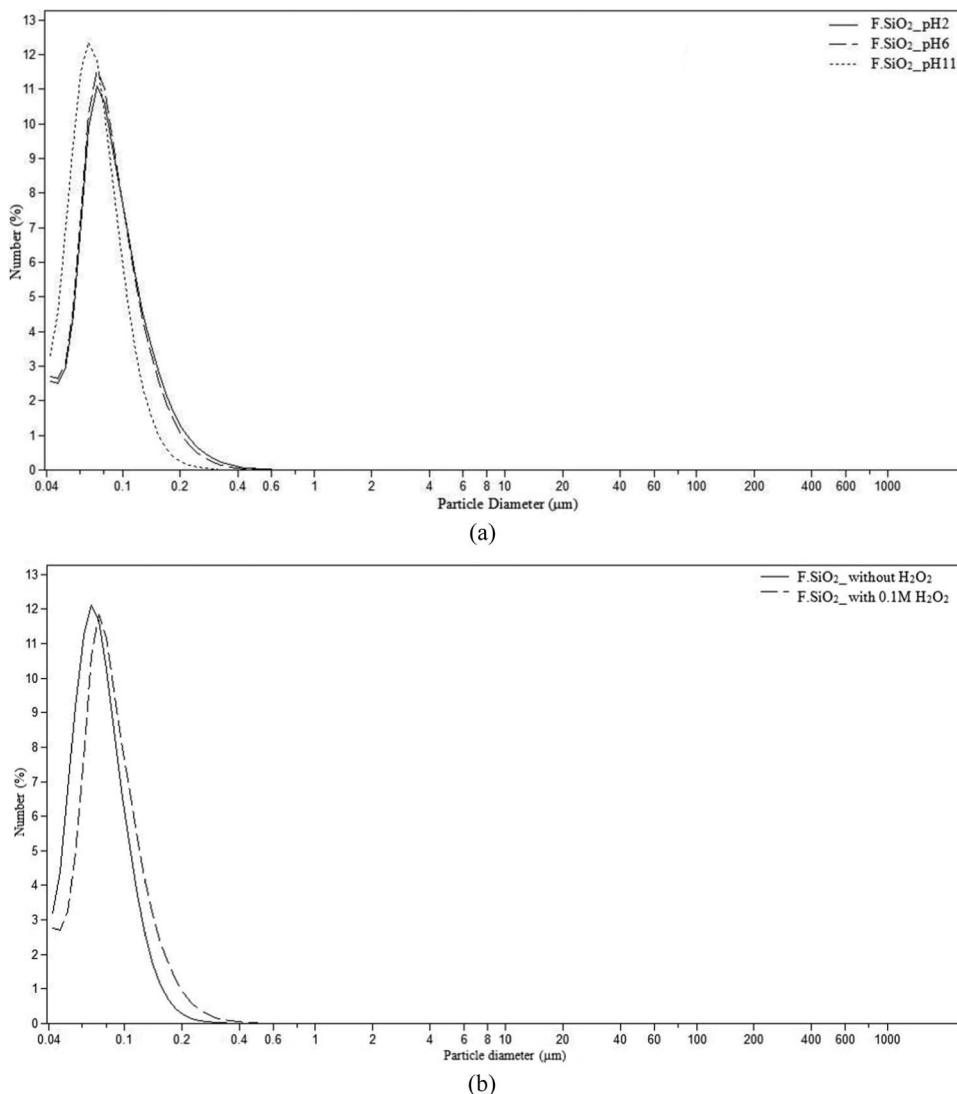 F.SiO₂_pH2
F.SiO₂_pH6
F.SiO₂_pH11
13
12
11
10
9
8
7
6
5
4
3
2
1
0
Number (%)
0.04 0.1 0.2 0.4 0.6 1 2 4 6 8 10 20 40 60 100 200 400 600 1000
Particle Diameter (μm)
(a)
F.SiO₂_without H₂O₂
F.SiO₂_with 0.1M H₂O₂
13
12
11
10
9
8
7
6
5
4
3
2
1
0
Number (%)
0.04 0.1 0.2 0.4 0.6 1 2 4 6 8 10 20 40 60 100 200 400 600 1000
Particle diameter (μm)
(b)